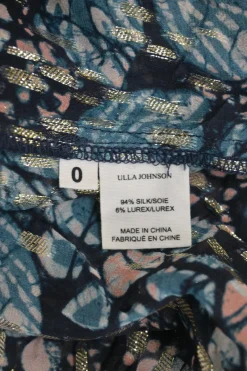 0
ULLA JOHNSON
94% SILK/SOIE
6% LUREX/LUREX
MADE IN CHINA
FABRIQUÉ EN CHINE